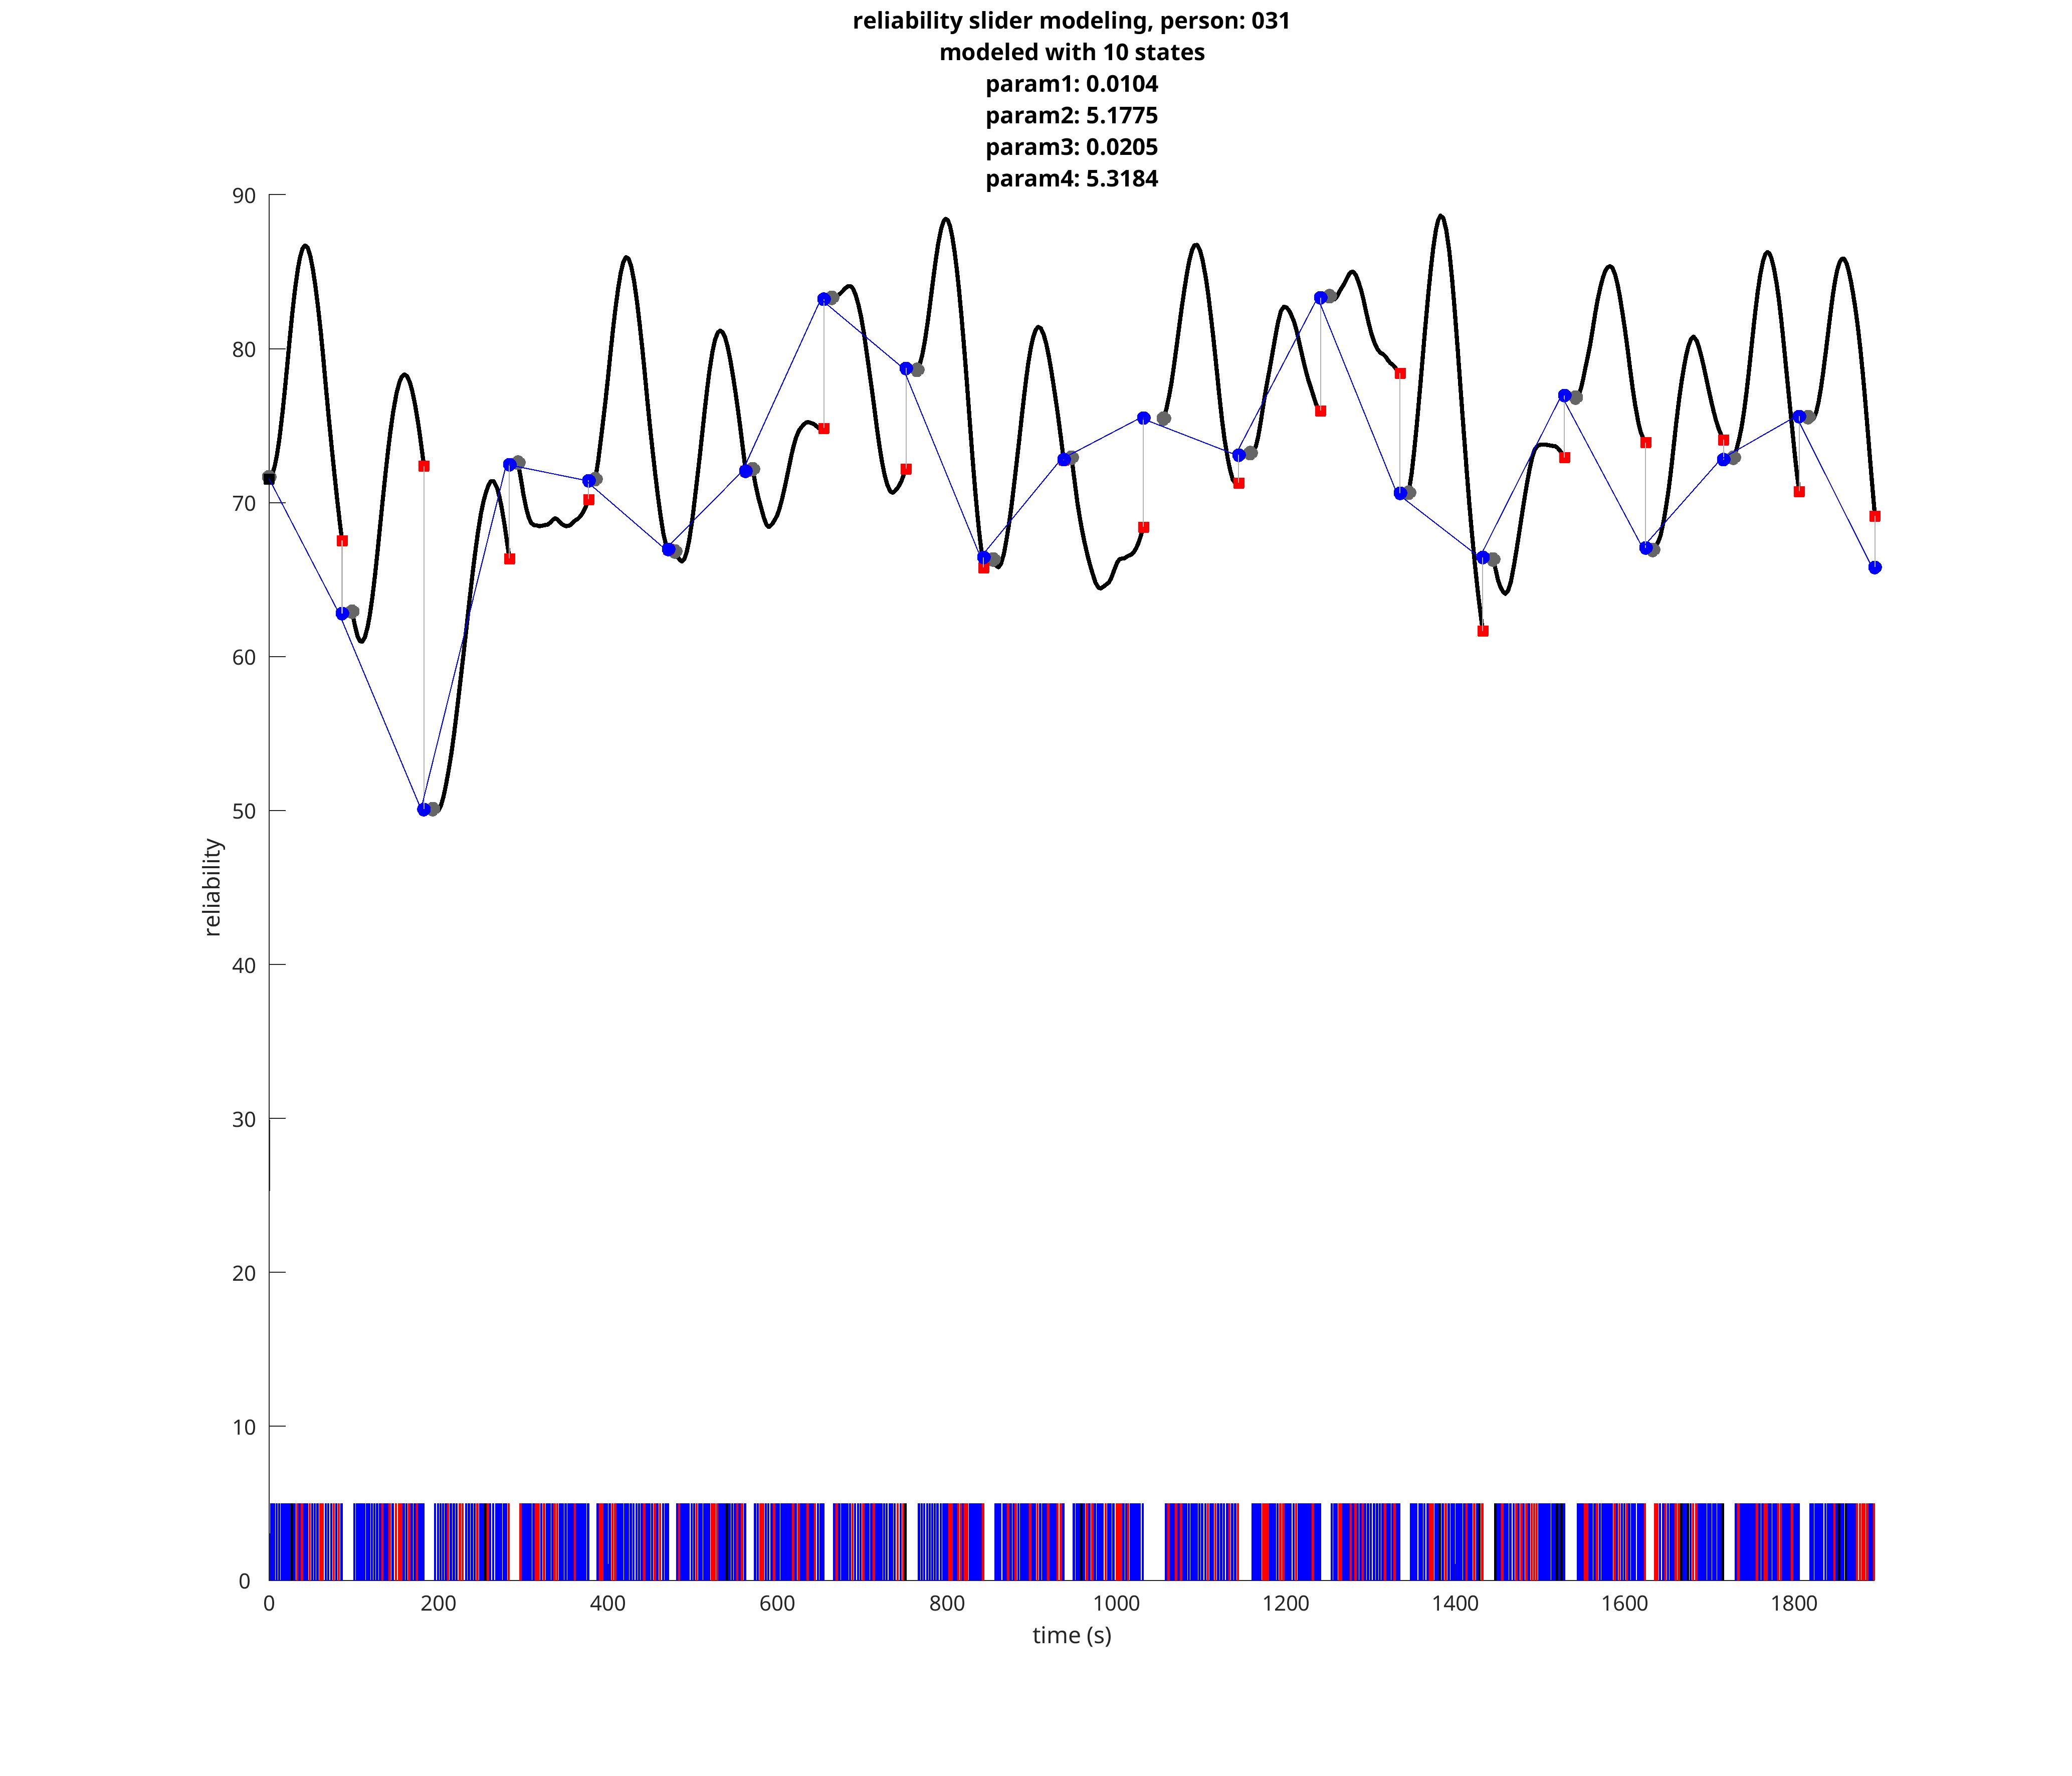 reliability slider modeling, person: 031
modeled with 10 states
param1: 0.0104
param2: 5.1775
param3: 0.0205
param4: 5.3184
90
80
70
60
50
40
30
20
10
0
reliability
0 200 400 600 800 1000 1200 1400 1600 1800
time (s)